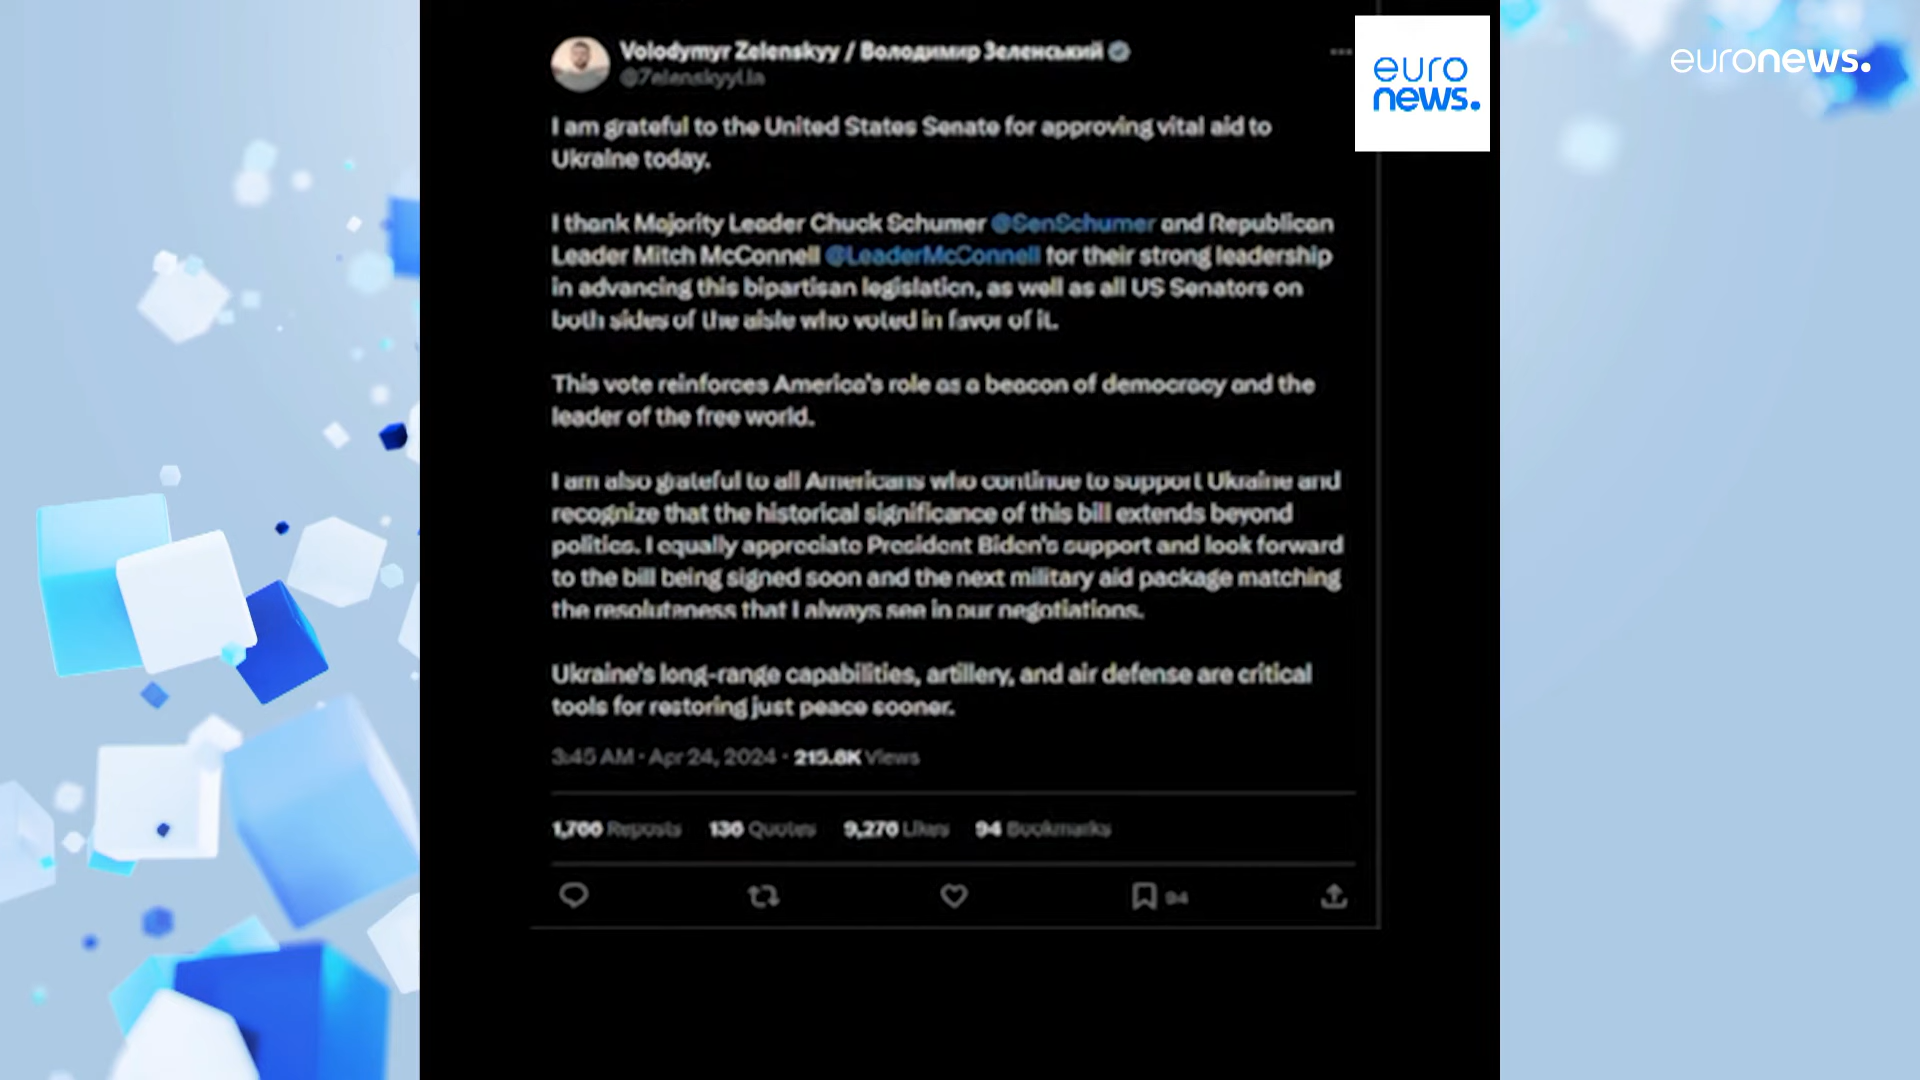 Volodymyr Zelenskyy / Володимир Зеленський
euro
news.
euronews.
I am grateful to the United States Senate for approving vital aid to
Ukraine today.
I thank Majority Leader Chuck Schumer @SenSchumer and Republican
Leader Mitch McConnell @LeaderMcConnell for their strong leadership
in advancing this bipartisan legislation, as well as all US Senators on
both sides of the aisle who voted in favor of it.
This vote reinforces America's role as a beacon of democracy and the
leader of the free world.
I am also grateful to all Americans who continue to support Ukraine and
recognize that the historical significance of this bill extends beyond
politics. I equally appreciate President Biden's support and look forward
to the bill being signed soon and the next military aid package matching
the resoluteness that I always see in our negotiations.
Ukraine's long-range capabilities, artillery, and air defense are critical
tools for restoring just peace sooner.
3:45 AM · Apr 24, 2024 · 215.8K Views
Reposts Quotes Likes 94 Bookmarks
94